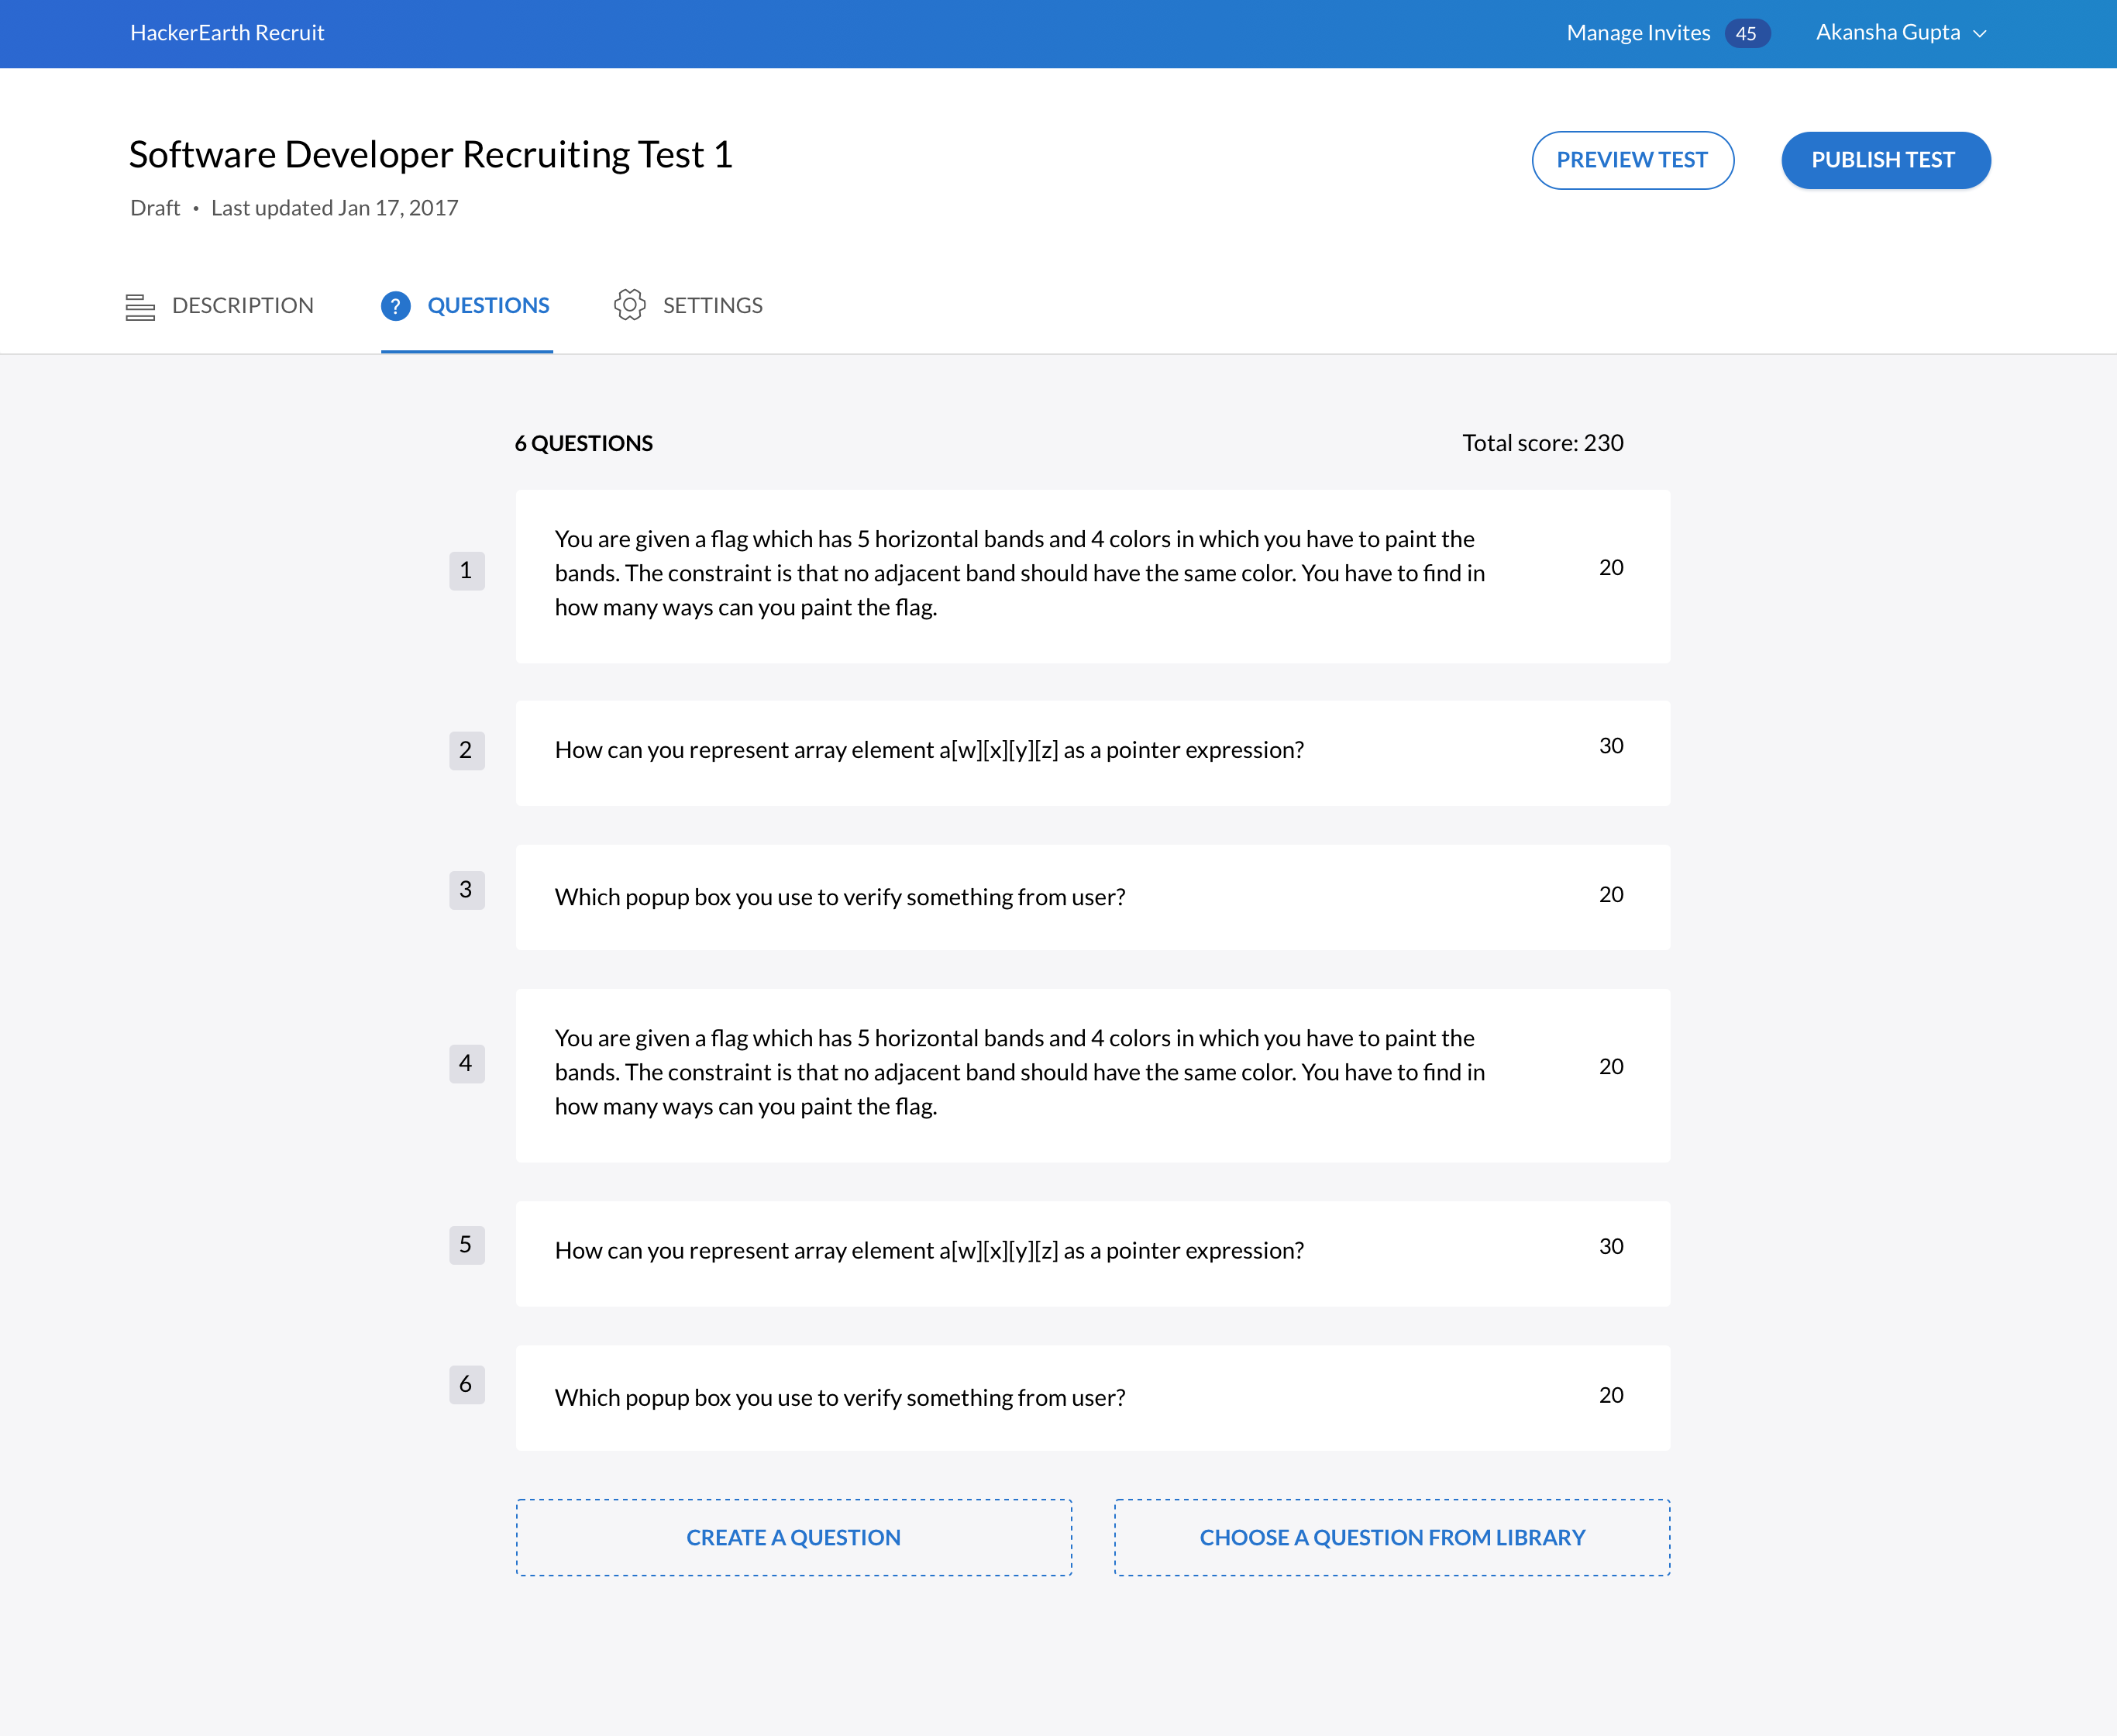 HackerEarth Recruit
Manage Invites 45
Akansha Gupta
Software Developer Recruiting Test 1
PREVIEW TEST
PUBLISH TEST
Draft • Last updated Jan 17, 2017
DESCRIPTION
? QUESTIONS
SETTINGS
6 QUESTIONS
Total score: 230
1
You are given a flag which has 5 horizontal bands and 4 colors in which you have to paint the
bands. The constraint is that no adjacent band should have the same color. You have to find in
how many ways can you paint the flag.
20
2
How can you represent array element a[w][x][y][z] as a pointer expression?
30
3
Which popup box you use to verify something from user?
20
4
You are given a flag which has 5 horizontal bands and 4 colors in which you have to paint the
bands. The constraint is that no adjacent band should have the same color. You have to find in
how many ways can you paint the flag.
20
5
How can you represent array element a[w][x][y][z] as a pointer expression?
30
6
Which popup box you use to verify something from user?
20
CREATE A QUESTION
CHOOSE A QUESTION FROM LIBRARY